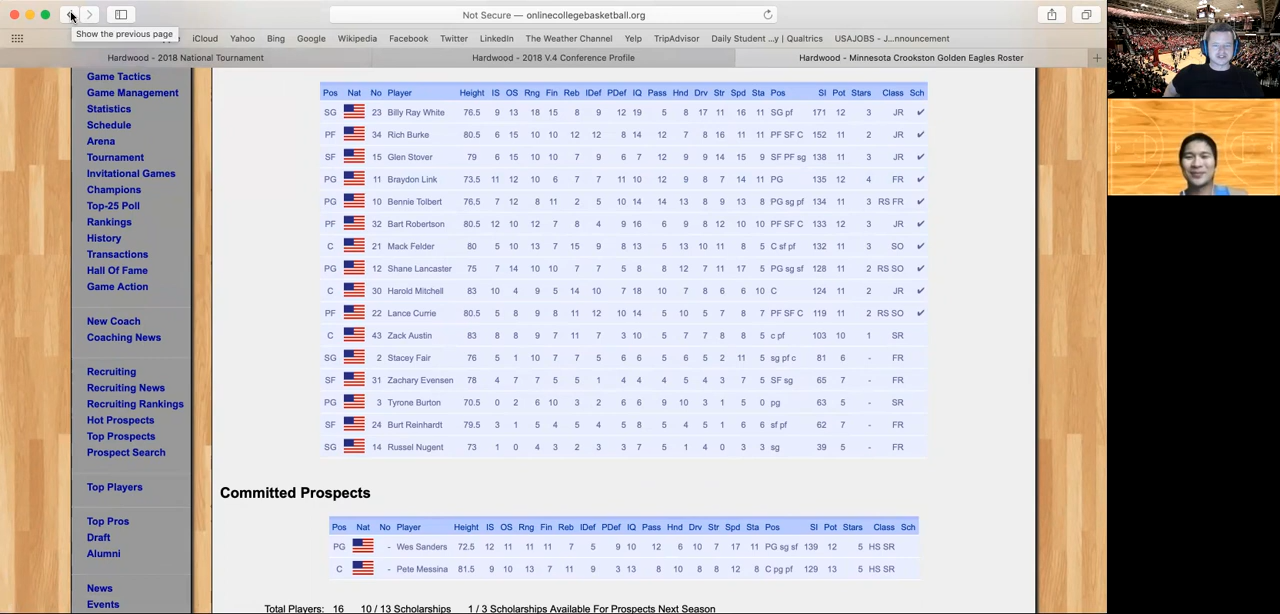 Not Secure — onlinecollegebasketball.org
Show the previous page
iCloud Yahoo Bing Google Wikipedia Facebook Twitter LinkedIn The Weather Channel Yelp TripAdvisor Daily Student ...y | Qualtrics USAJOBS - J...nnouncement
Hardwood - 2018 National Tournament
Hardwood - 2018 V.4 Conference Profile
Hardwood - Minnesota Crookston Golden Eagles Roster
Game Tactics
Game Management
Statistics
Schedule
Arena
Tournament
Invitational Games
Champions
Top-25 Poll
Rankings
History
Transactions
Hall Of Fame
Game Action
New Coach
Coaching News
Recruiting
Recruiting News
Recruiting Rankings
Hot Prospects
Top Prospects
Prospect Search
Top Players
Top Pros
Draft
Alumni
News
Events
Pos Nat No Player Height IS OS Rng Fin Reb IDef PDef IQ Pass Hnd Drv Str Spd Sta Pos SI Pot Stars Class Sch
SG 23 Billy Ray White 76.5 9 13 18 15 8 9 12 19 5 8 17 11 16 11 SG pf 171 12 3 JR ✔
PF 34 Rich Burke 80.5 6 15 10 10 12 12 8 14 12 7 8 16 11 11 PF SF C 152 11 2 JR ✔
SF 15 Glen Stover 79 6 15 10 10 7 9 6 7 12 9 9 14 15 9 SF PF sg 138 11 3 JR ✔
PG 11 Braydon Link 73.5 7 12 10 6 7 7 11 10 12 9 8 7 14 11 PG 135 12 4 FR ✔
PG 10 Bennie Tolbert 76.5 7 12 8 11 2 5 10 14 14 13 8 9 13 8 PG sg pf 134 11 3 RS FR ✔
PF 32 Bart Robertson 80.5 12 10 12 7 8 4 9 16 6 9 8 12 10 10 PF SF C 133 12 3 JR ✔
C 21 Mack Felder 80 5 10 13 7 15 9 8 13 5 13 10 11 8 5 C sf pf 132 11 3 SO ✔
PG 12 Shane Lancaster 75 7 14 10 10 7 7 5 8 8 12 7 11 17 5 PG sg sf 128 11 2 RS SO ✔
C 30 Harold Mitchell 83 10 4 9 5 14 10 7 18 10 7 8 6 6 10 C 124 11 2 JR ✔
PF 22 Lance Currie 80.5 5 8 9 8 11 12 10 14 5 10 5 7 8 7 PF SF C 119 11 2 RS SO ✔
C 43 Zack Austin 83 8 8 9 7 11 7 3 10 5 7 2 8 8 5 c pf 103 10 1 SR
SG 2 Stacey Fair 76 5 1 10 7 7 5 6 6 5 6 5 2 11 5 sg pf c 81 6 - FR
SF 31 Zachary Evensen 78 4 7 7 5 5 1 4 4 4 5 4 3 7 5 SF sg 65 7 - FR
PG 3 Tyrone Burton 70.5 0 2 6 10 3 2 6 6 9 10 3 1 5 0 pg 63 5 - SR
SF 24 Burt Reinhardt 79.5 3 1 5 4 5 4 5 8 5 4 5 1 6 6 sf pf 62 7 - FR
SG 14 Russel Nugent 73 1 0 4 3 2 3 3 7 5 1 4 0 3 3 sg 39 5 - FR
Committed Prospects
Pos Nat No Player Height IS OS Rng Fin Reb IDef PDef IQ Pass Hnd Drv Str Spd Sta Pos SI Pot Stars Class Sch
PG - Wes Sanders 72.5 12 11 11 11 7 5 9 10 12 6 10 7 17 11 PG sg sf 139 12 5 HS SR
C - Pete Messina 81.5 9 10 13 7 11 9 3 13 8 10 8 8 12 8 C pg pf 129 13 5 HS SR
Total Players: 16 10 / 13 Scholarships 1 / 3 Scholarships Available For Prospects Next Season